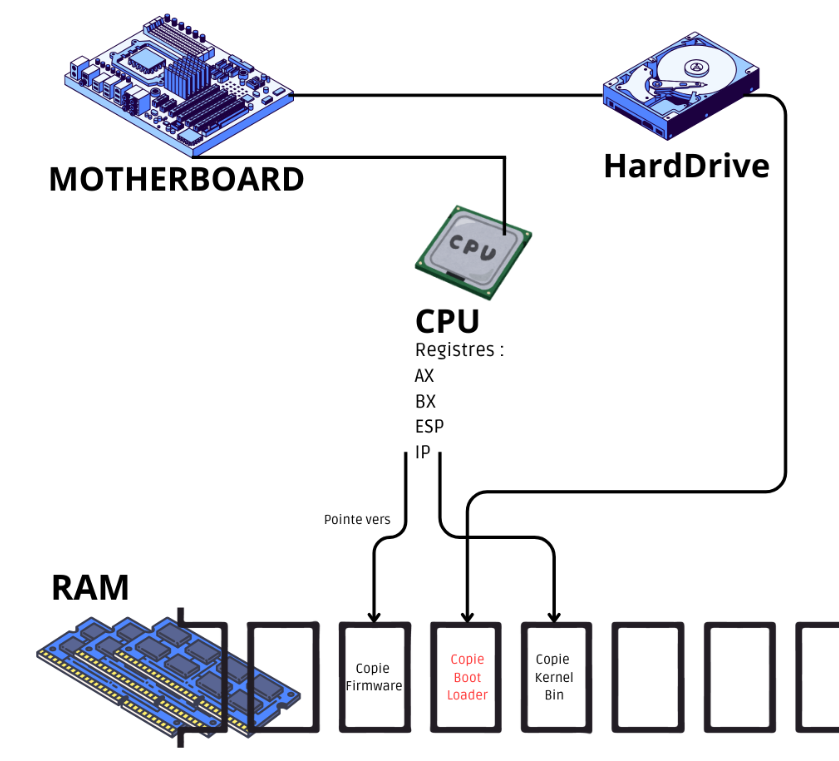 MOTHERBOARD
HardDrive
CPU
CPU
Registres :
AX
BX
ESP
IP
Pointe vers
RAM
Copie
Firmware
Copie
Boot
Loader
Copie
Kernel
Bin